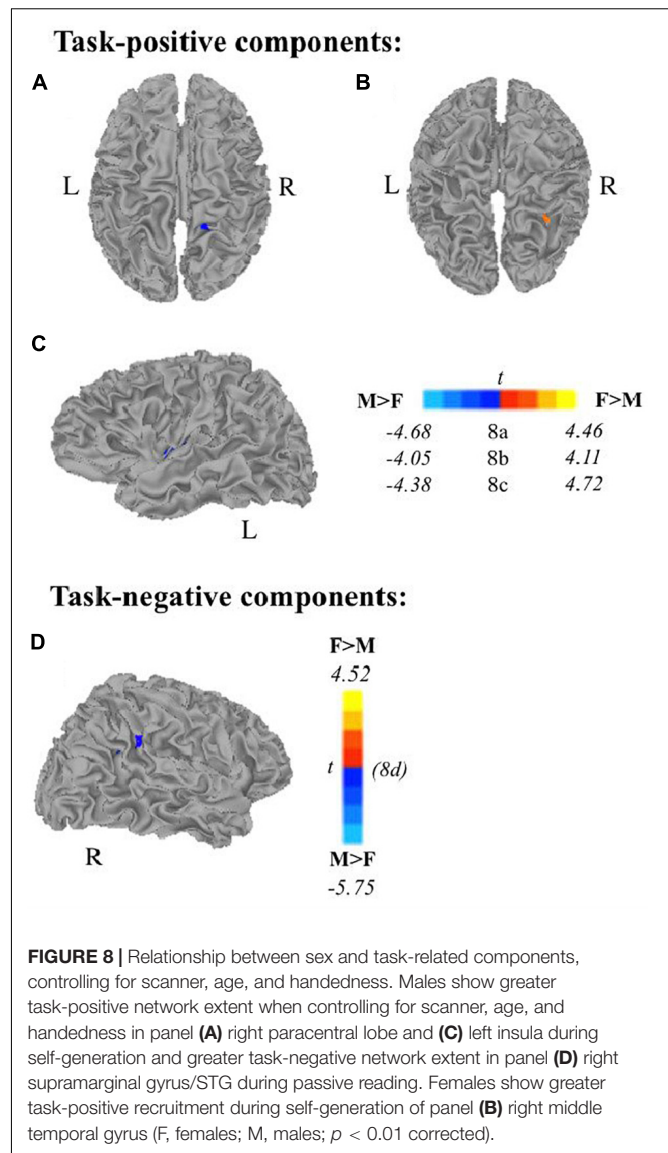 Task-positive components:
A
B
L
R
L
R
C
t
M>F
F>M
-4.68 8a 4.46
-4.05 8b 4.11
-4.38 8c 4.72
L
Task-negative components:
D
F>M
4.52
t
(8d)
M>F
-5.75
R
FIGURE 8 | Relationship between sex and task-related components,
controlling for scanner, age, and handedness. Males show greater
task-positive network extent when controlling for scanner, age, and
handedness in panel (A) right paracentral lobe and (C) left insula during
self-generation and greater task-negative network extent in panel (D) right
supramarginal gyrus/STG during passive reading. Females show greater
task-positive recruitment during self-generation of panel (B) right middle
temporal gyrus (F, females; M, males; p < 0.01 corrected).